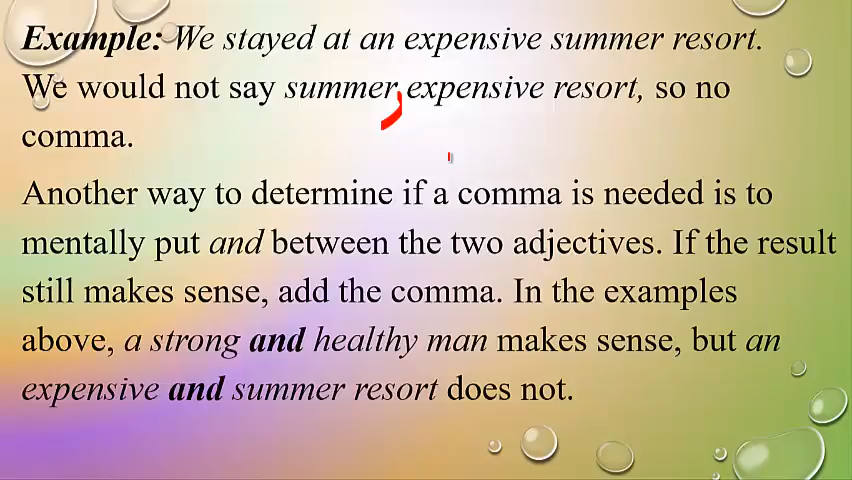 Example: We stayed at an expensive summer resort.
We would not say summer, expensive resort, so no
comma.
Another way to determine if a comma is needed is to
mentally put and between the two adjectives. If the result
still makes sense, add the comma. In the examples
above, a strong and healthy man makes sense, but an
expensive and summer resort does not.